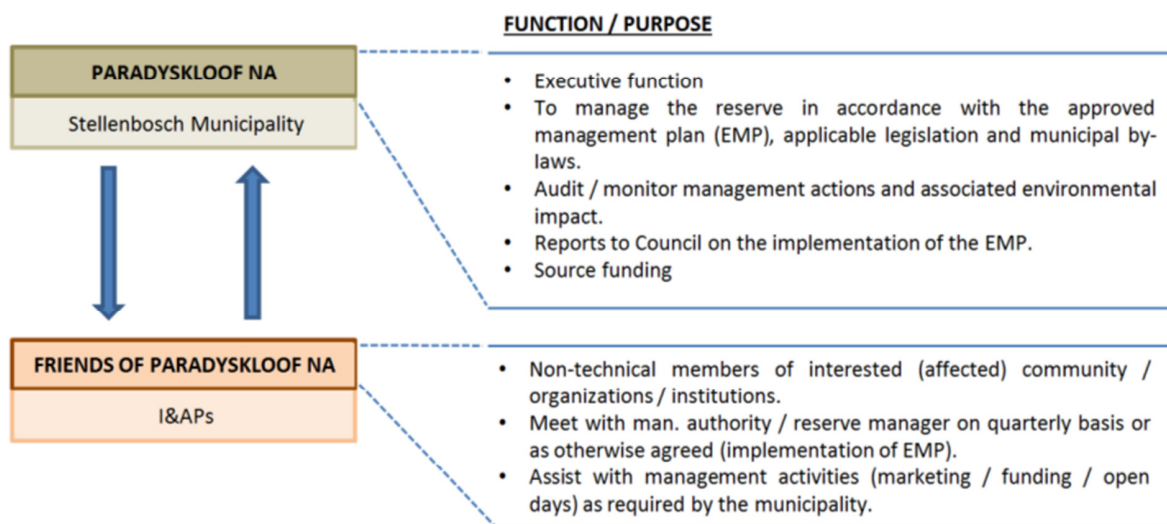 FUNCTION / PURPOSE
PARADYSKLOOF NA
Stellenbosch Municipality
• Executive function
• To manage the reserve in accordance with the approved
management plan (EMP), applicable legislation and municipal by-
laws.
• Audit / monitor management actions and associated environmental
impact.
• Reports to Council on the implementation of the EMP.
• Source funding
FRIENDS OF PARADYSKLOOF NA
I&APs
• Non-technical members of interested (affected) community /
organizations / institutions.
• Meet with man. authority / reserve manager on quarterly basis or
as otherwise agreed (implementation of EMP).
• Assist with management activities (marketing / funding / open
days) as required by the municipality.